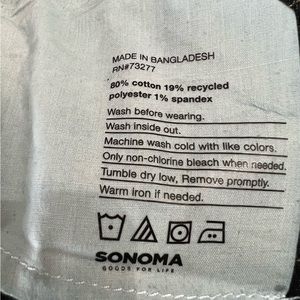 MADE IN BANGLADESH
RN#73277
80% cotton 19% recycled
polyester 1% spandex
Wash before wearing.
Wash inside out.
Machine wash cold with like colors.
Only non-chlorine bleach when needed.
Tumble dry low, Remove promptly.
Warm iron if needed.
SONOMA
GOODS FOR LIFE